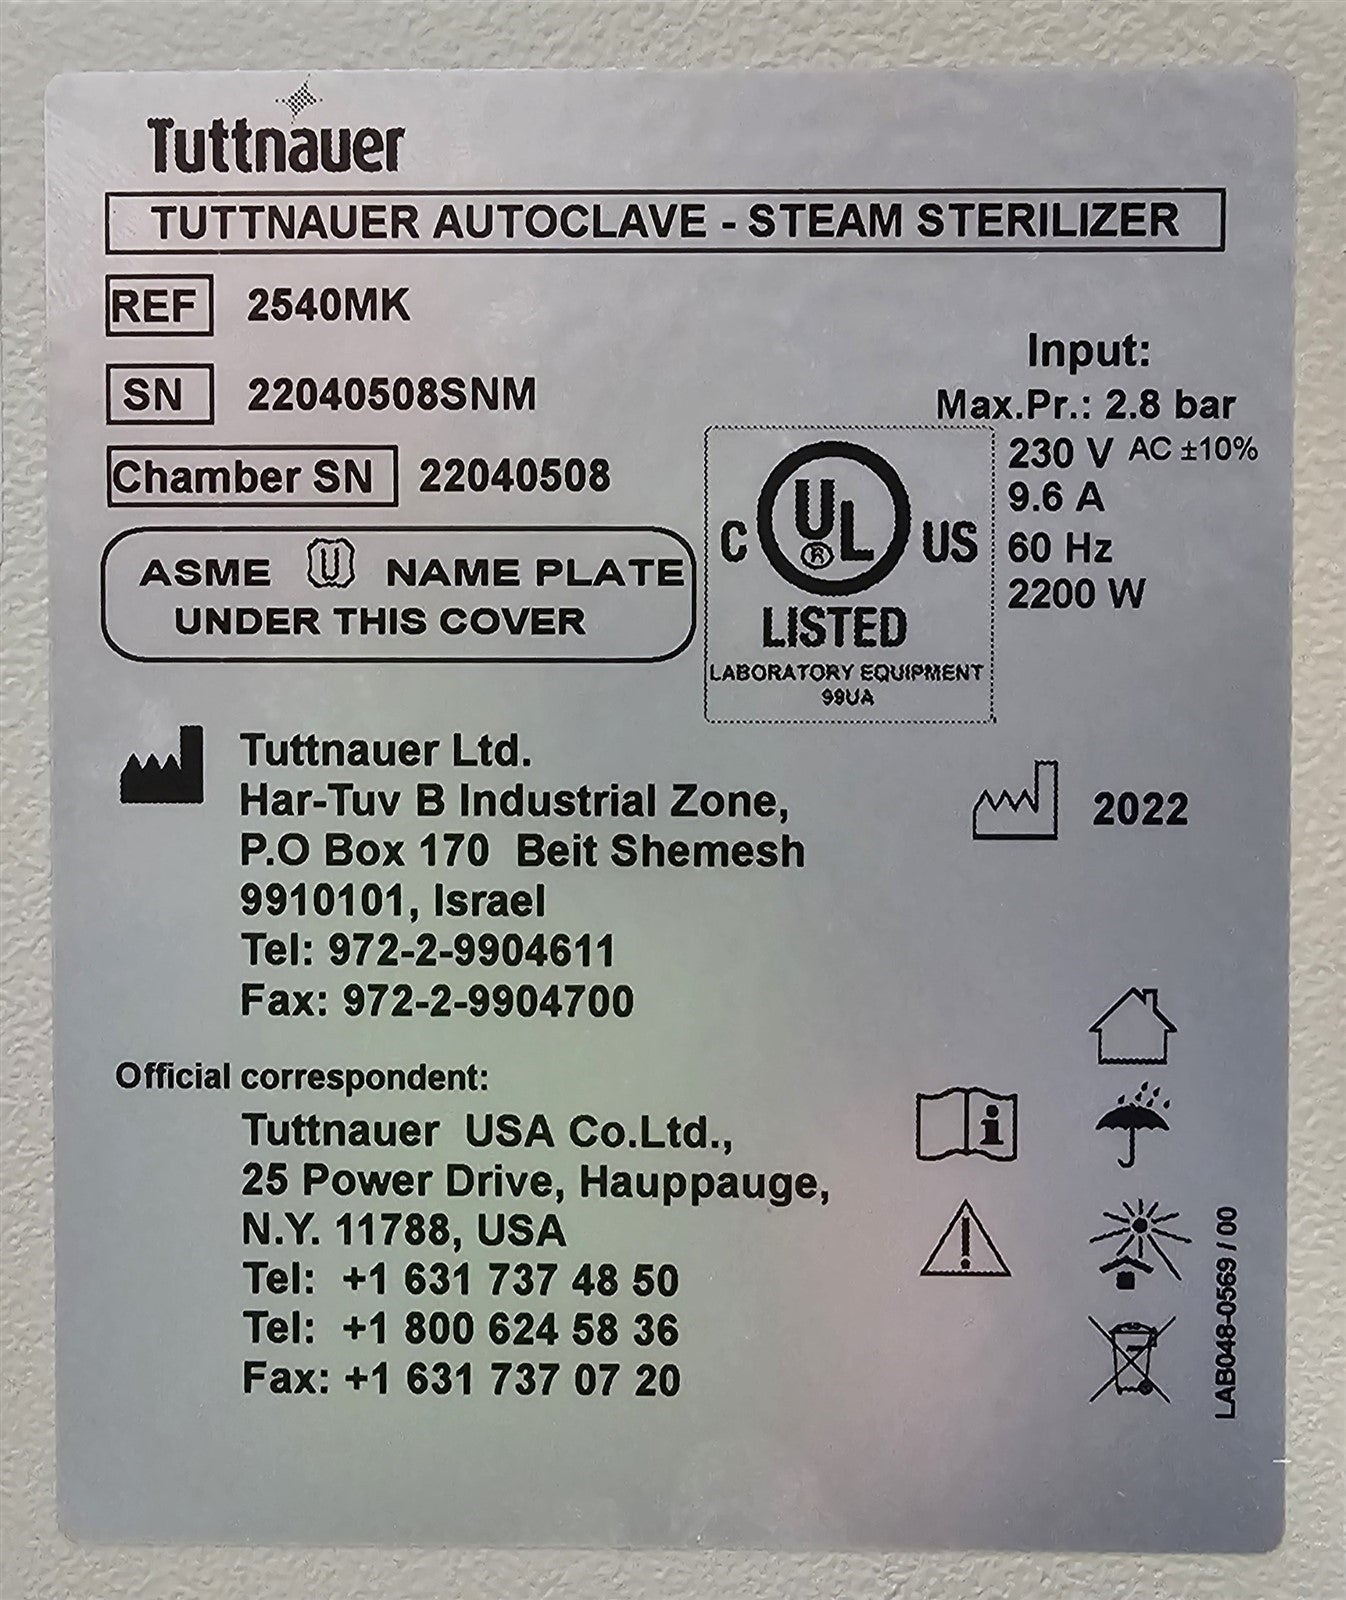 Tuttnauer
TUTTNAUER AUTOCLAVE - STEAM STERILIZER
REF 2540MK
SN 22040508SNM
Chamber SN 22040508
ASME U NAME PLATE
UNDER THIS COVER
Input:
Max.Pr.: 2.8 bar
230 V AC ±10%
9.6 A
60 Hz
2200 W
C UL ® US
LISTED
LABORATORY EQUIPMENT
99UA
Tuttnauer Ltd.
Har-Tuv B Industrial Zone,
P.O Box 170 Beit Shemesh
9910101, Israel
Tel: 972-2-9904611
Fax: 972-2-9904700
2022
Official correspondent:
Tuttnauer USA Co.Ltd.,
25 Power Drive, Hauppauge,
N.Y. 11788, USA
Tel: +1 631 737 48 50
Tel: +1 800 624 58 36
Fax: +1 631 737 07 20
i
!
LAB048-0569 / 00